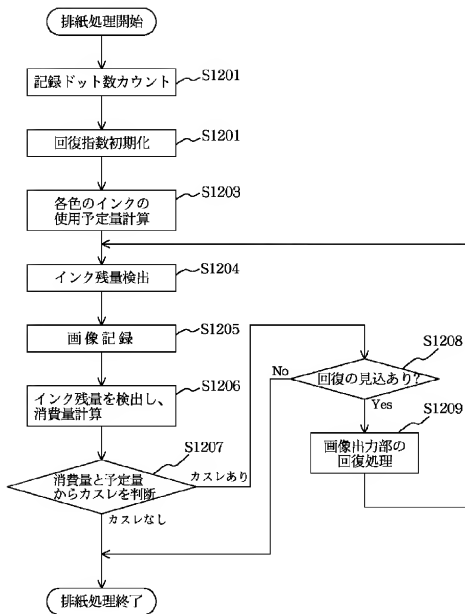 排紙処理開始
記録ドット数カウント
S1201
回復指数初期化
S1201
各色のインクの
使用予定量計算
S1203
インク残量検出
S1204
画像記録
S1205
インク残量を検出し、
消費量計算
S1206
消費量と予定量
からカスレを判断
S1207
カスレあり
カスレなし
回復の見込あり?
S1208
No
Yes
画像出力部の
回復処理
S1209
排紙処理終了